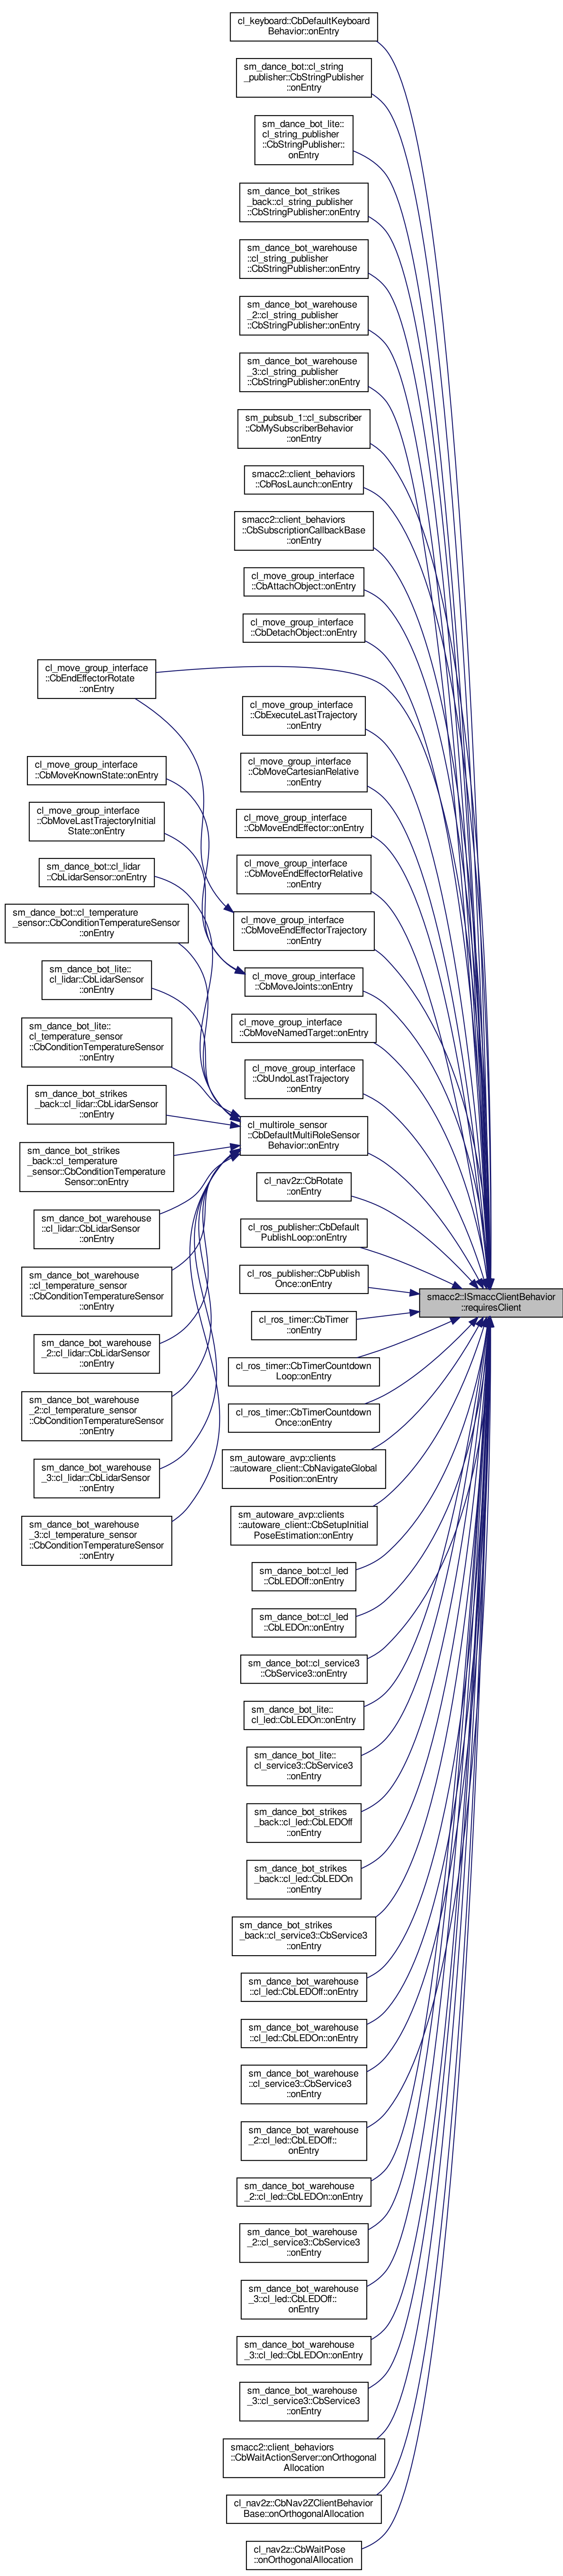 cl_keyboard::CbDefaultKeyboard
Behavior::onEntry
sm_dance_bot::cl_string
_publisher::CbStringPublisher
::onEntry
sm_dance_bot_lite::
cl_string_publisher
::CbStringPublisher::
onEntry
sm_dance_bot_strikes
_back::cl_string_publisher
::CbStringPublisher::onEntry
sm_dance_bot_warehouse
::cl_string_publisher
::CbStringPublisher::onEntry
sm_dance_bot_warehouse
_2::cl_string_publisher
::CbStringPublisher::onEntry
sm_dance_bot_warehouse
_3::cl_string_publisher
::CbStringPublisher::onEntry
sm_pubsub_1::cl_subscriber
::CbMySubscriberBehavior
::onEntry
smacc2::client_behaviors
::CbRosLaunch::onEntry
smacc2::client_behaviors
::CbSubscriptionCallbackBase
::onEntry
cl_move_group_interface
::CbAttachObject::onEntry
cl_move_group_interface
::CbDetachObject::onEntry
cl_move_group_interface
::CbEndEffectorRotate
::onEntry
cl_move_group_interface
::CbExecuteLastTrajectory
::onEntry
cl_move_group_interface
::CbMoveKnownState::onEntry
cl_move_group_interface
::CbMoveCartesianRelative
::onEntry
cl_move_group_interface
::CbMoveLastTrajectoryInitial
State::onEntry
cl_move_group_interface
::CbMoveEndEffector::onEntry
sm_dance_bot::cl_lidar
::CbLidarSensor::onEntry
cl_move_group_interface
::CbMoveEndEffectorRelative
::onEntry
sm_dance_bot::cl_temperature
_sensor::CbConditionTemperatureSensor
::onEntry
cl_move_group_interface
::CbMoveEndEffectorTrajectory
::onEntry
sm_dance_bot_lite::
cl_lidar::CbLidarSensor
::onEntry
cl_move_group_interface
::CbMoveJoints::onEntry
sm_dance_bot_lite::
cl_temperature_sensor
::CbConditionTemperatureSensor
::onEntry
cl_move_group_interface
::CbMoveNamedTarget::onEntry
cl_move_group_interface
::CbUndoLastTrajectory
::onEntry
sm_dance_bot_strikes
_back::cl_lidar::CbLidarSensor
::onEntry
cl_multirole_sensor
::CbDefaultMultiRoleSensor
Behavior::onEntry
sm_dance_bot_strikes
_back::cl_temperature
_sensor::CbConditionTemperature
Sensor::onEntry
cl_nav2z::CbRotate
::onEntry
sm_dance_bot_warehouse
::cl_lidar::CbLidarSensor
::onEntry
cl_ros_publisher::CbDefault
PublishLoop::onEntry
sm_dance_bot_warehouse
::cl_temperature_sensor
::CbConditionTemperatureSensor
::onEntry
cl_ros_publisher::CbPublish
Once::onEntry
smacc2::ISmaccClientBehavior
::requiresClient
cl_ros_timer::CbTimer
::onEntry
sm_dance_bot_warehouse
_2::cl_lidar::CbLidarSensor
::onEntry
cl_ros_timer::CbTimerCountdown
Loop::onEntry
sm_dance_bot_warehouse
_2::cl_temperature_sensor
::CbConditionTemperatureSensor
::onEntry
cl_ros_timer::CbTimerCountdown
Once::onEntry
sm_dance_bot_warehouse
_3::cl_lidar::CbLidarSensor
::onEntry
sm_autoware_avp::clients
::autoware_client::CbNavigateGlobal
Position::onEntry
sm_dance_bot_warehouse
_3::cl_temperature_sensor
::CbConditionTemperatureSensor
::onEntry
sm_autoware_avp::clients
::autoware_client::CbSetupInitial
PoseEstimation::onEntry
sm_dance_bot::cl_led
::CbLEDOff::onEntry
sm_dance_bot::cl_led
::CbLEDOn::onEntry
sm_dance_bot::cl_service3
::CbService3::onEntry
sm_dance_bot_lite::
cl_led::CbLEDOn::onEntry
sm_dance_bot_lite::
cl_service3::CbService3
::onEntry
sm_dance_bot_strikes
_back::cl_led::CbLEDOff
::onEntry
sm_dance_bot_strikes
_back::cl_led::CbLEDOn
::onEntry
sm_dance_bot_strikes
_back::cl_service3::CbService3
::onEntry
sm_dance_bot_warehouse
::cl_led::CbLEDOff::onEntry
sm_dance_bot_warehouse
::cl_led::CbLEDOn::onEntry
sm_dance_bot_warehouse
::cl_service3::CbService3
::onEntry
sm_dance_bot_warehouse
_2::cl_led::CbLEDOff::
onEntry
sm_dance_bot_warehouse
_2::cl_led::CbLEDOn::onEntry
sm_dance_bot_warehouse
_2::cl_service3::CbService3
::onEntry
sm_dance_bot_warehouse
_3::cl_led::CbLEDOff::
onEntry
sm_dance_bot_warehouse
_3::cl_led::CbLEDOn::onEntry
sm_dance_bot_warehouse
_3::cl_service3::CbService3
::onEntry
smacc2::client_behaviors
::CbWaitActionServer::onOrthogonal
Allocation
cl_nav2z::CbNav2ZClientBehavior
Base::onOrthogonalAllocation
cl_nav2z::CbWaitPose
::onOrthogonalAllocation